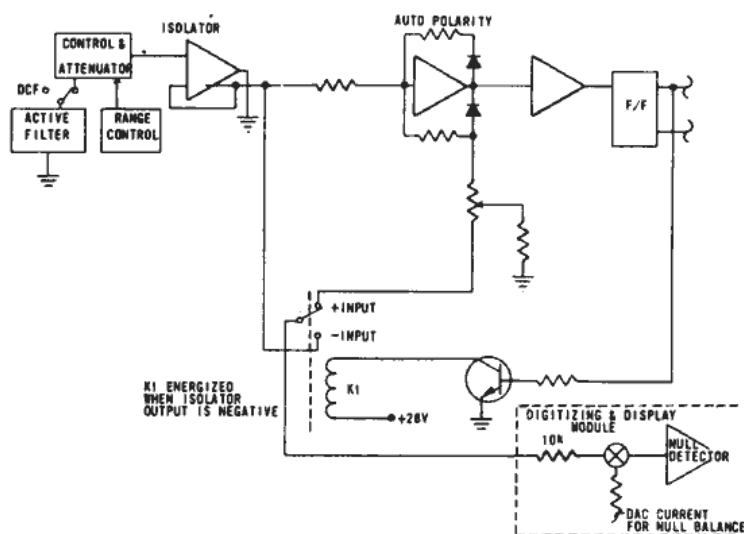 ISOLATOR
AUTO POLARITY
CONTROL &
ATTENUATOR
DCF
ACTIVE
FILTER
RANGE
CONTROL
F/F
+INPUT
-INPUT
K1
+28V
K1 ENERGIZED
WHEN ISOLATOR
OUTPUT IS NEGATIVE
DIGITIZING & DISPLAY
MODULE
10K
NULL
DETECTOR
DAC CURRENT
FOR NULL BALANCE